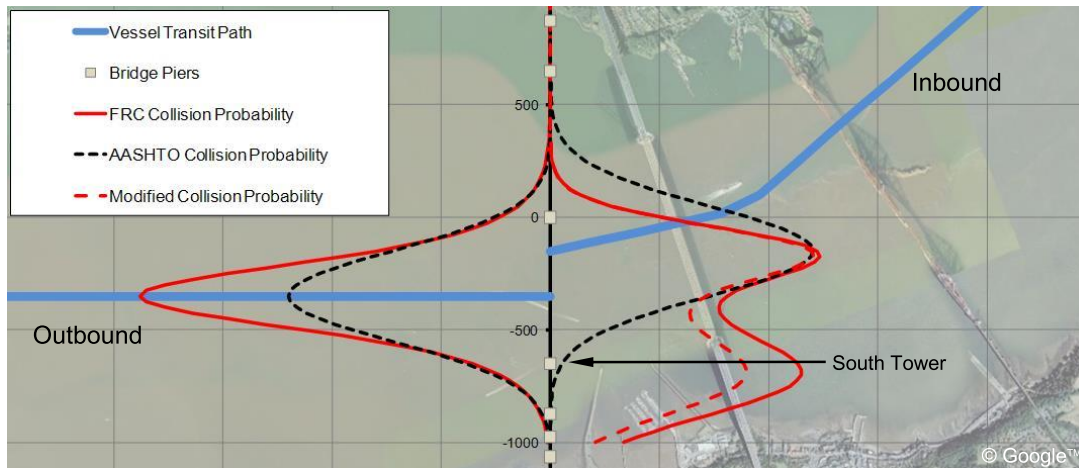 Vessel Transit Path
Bridge Piers
FRC Collision Probability
AASHTO Collision Probability
Modified Collision Probability
Inbound
500
0
Outbound
-500
South Tower
-1000
© Google™